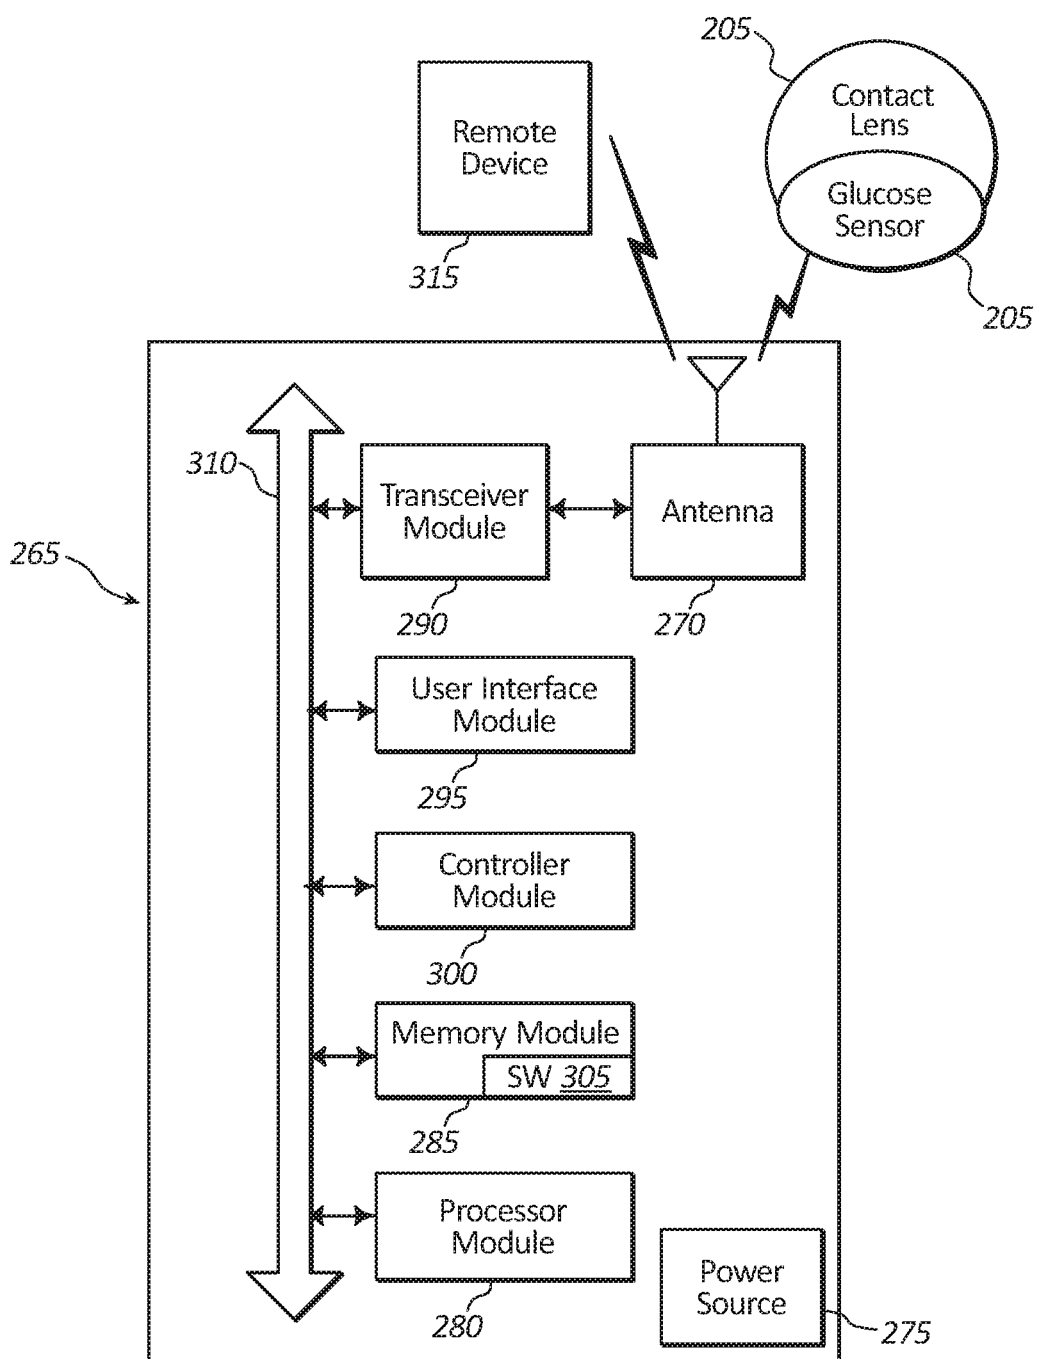 205
Contact
Lens
Remote
Device
Glucose
Sensor
315
205
310
Transceiver
Module
Antenna
265
290
270
User Interface
Module
295
Controller
Module
300
Memory Module
SW 305
285
Processor
Module
280
Power
Source
275